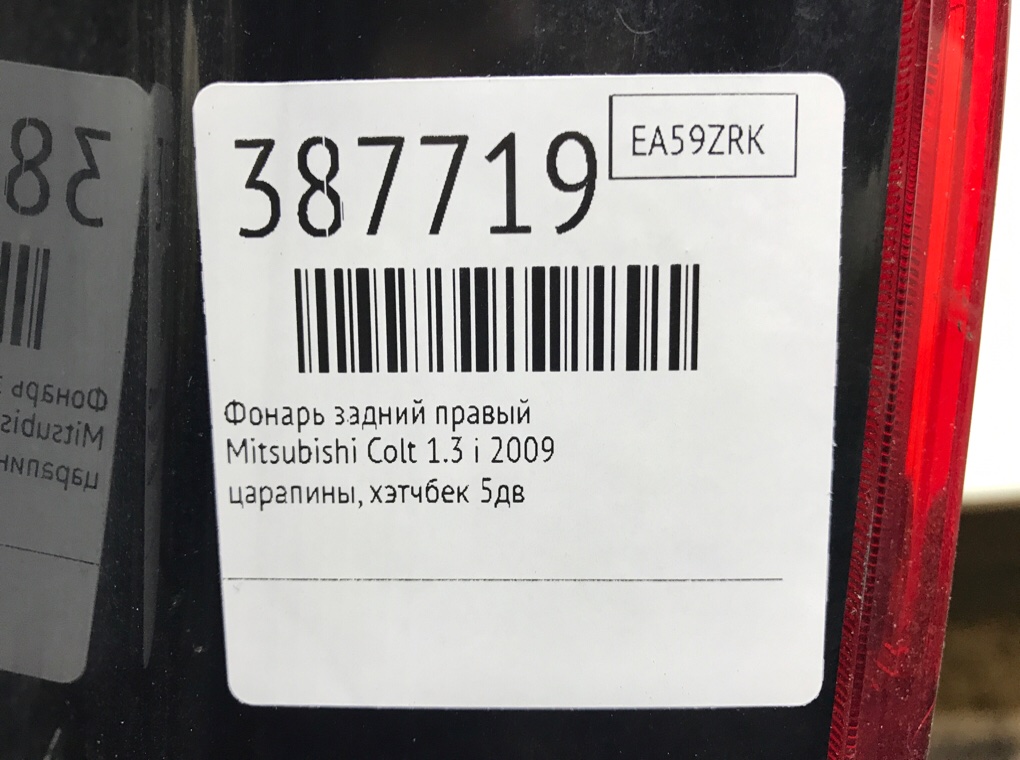 387719
EA59ZRK
Фонарь задний правый
Mitsubishi Colt 1.3 i 2009
царапины, хэтчбек 5дв